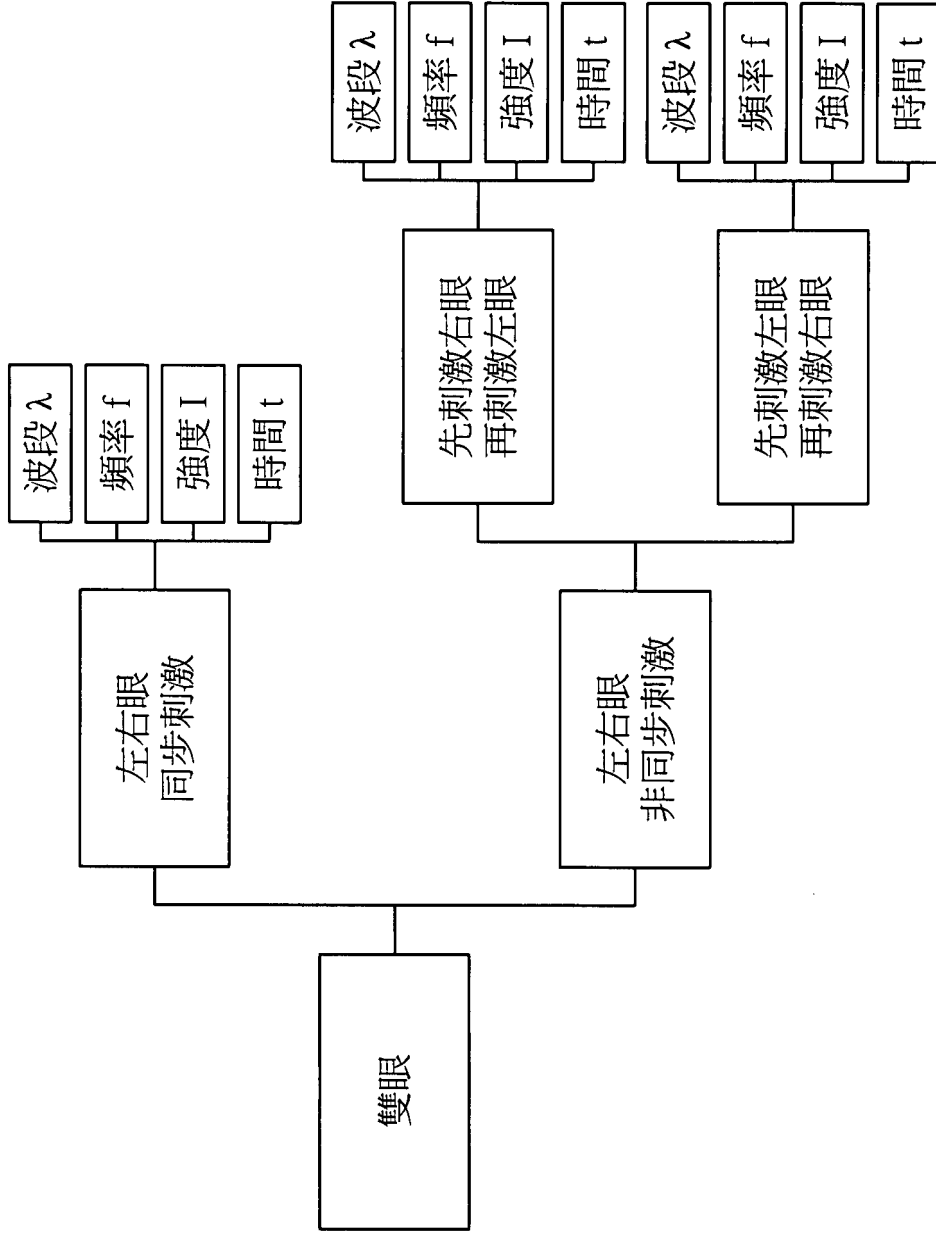 雙眼
左右眼
同步刺激
波段 λ
頻率 f
強度 I
時間 t
左右眼
非同步刺激
先刺激右眼
再刺激左眼
波段 λ
頻率 f
強度 I
時間 t
先刺激左眼
再刺激右眼
波段 λ
頻率 f
強度 I
時間 t